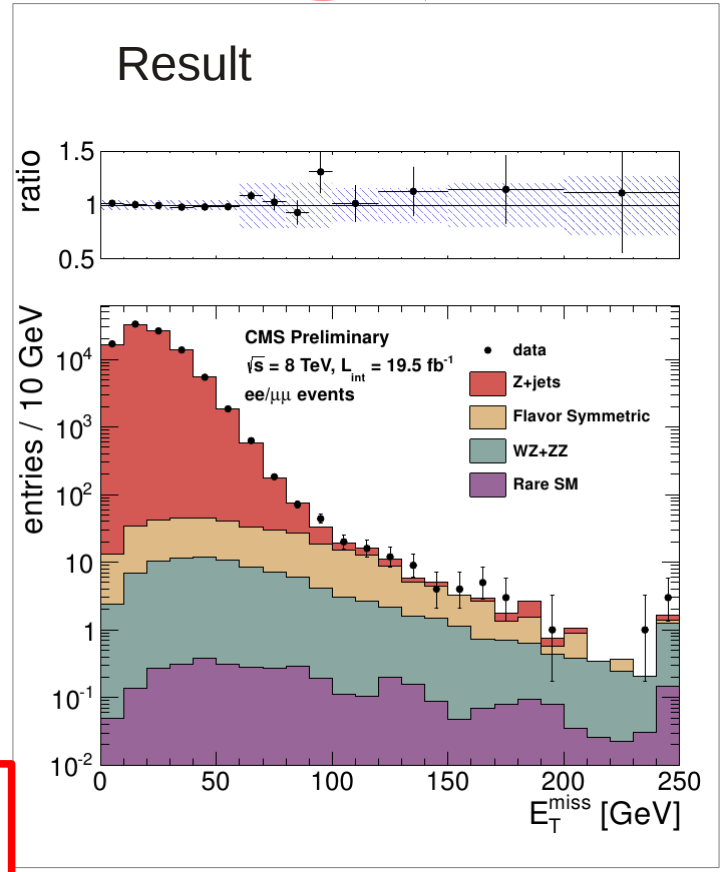 Result
ratio
1.5
1
0.5
entries / 10 GeV
10⁴
10³
10²
10
1
10⁻¹
10⁻²
CMS Preliminary
√s = 8 TeV, L_int = 19.5 fb⁻¹
ee/μμ events
data
Z+jets
Flavor Symmetric
WZ+ZZ
Rare SM
0 50 100 150 200 250
E_T^miss [GeV]